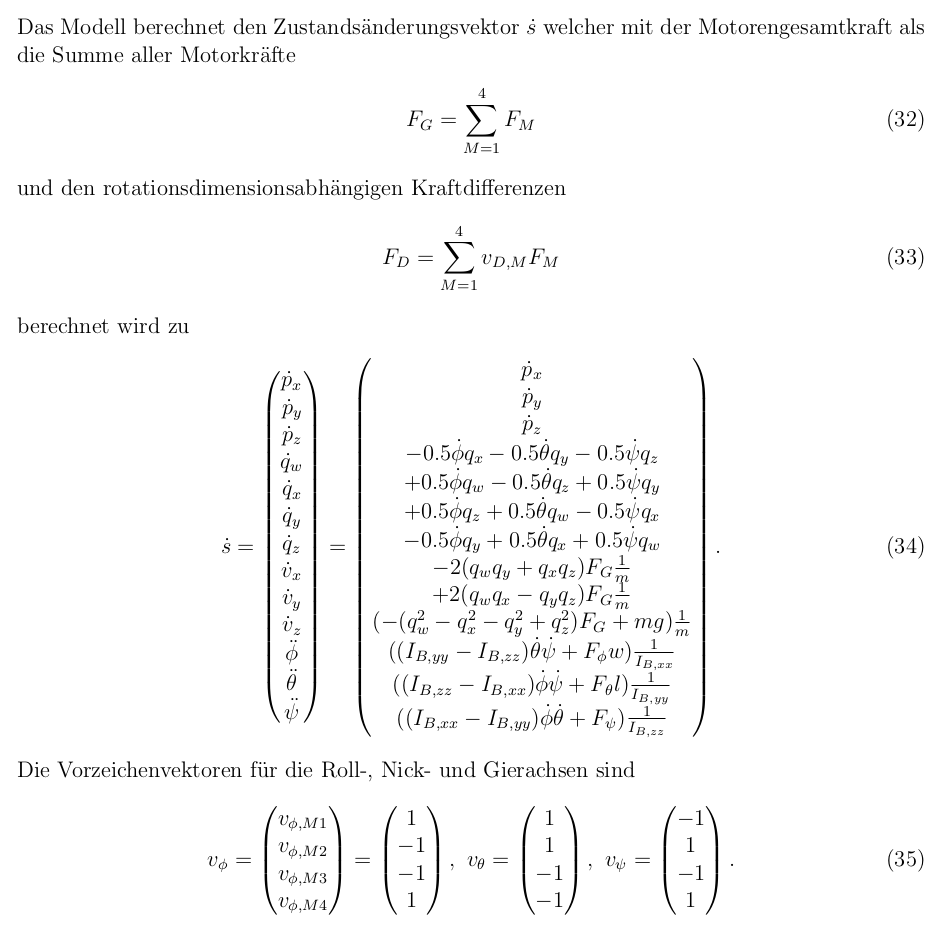 Das Modell berechnet den Zustandsänderungsvektor ṡ welcher mit der Motorengesamtkraft als
die Summe aller Motorkräfte
$F_G = \sum_{M=1}^{4} F_M$ (32)
und den rotationsdimensionsabhängigen Kraftdifferenzen
$F_D = \sum_{M=1}^{4} v_{D,M} F_M$ (33)
berechnet wird zu
$\dot{s} = \begin{pmatrix} \dot{p}_x \\ \dot{p}_y \\ \dot{p}_z \\ \dot{q}_w \\ \dot{q}_x \\ \dot{q}_y \\ \dot{q}_z \\ \dot{v}_x \\ \dot{v}_y \\ \dot{v}_z \\ \ddot{\phi} \\ \ddot{\theta} \\ \ddot{\psi} \end{pmatrix} = \begin{pmatrix} \dot{p}_x \\ \dot{p}_y \\ \dot{p}_z \\ -0.5\dot{\phi}q_x - 0.5\dot{\theta}q_y - 0.5\dot{\psi}q_z \\ +0.5\dot{\phi}q_w - 0.5\dot{\theta}q_z + 0.5\dot{\psi}q_y \\ +0.5\dot{\phi}q_z + 0.5\dot{\theta}q_w - 0.5\dot{\psi}q_x \\ -0.5\dot{\phi}q_y + 0.5\dot{\theta}q_x + 0.5\dot{\psi}q_w \\ -2(q_w q_y + q_x q_z)F_G\frac{1}{m} \\ +2(q_w q_x - q_y q_z)F_G\frac{1}{m} \\ (-(q_w^2 - q_x^2 - q_y^2 + q_z^2)F_G + mg)\frac{1}{m} \\ ((I_{B,yy} - I_{B,zz})\dot{\theta}\dot{\psi} + F_\phi w)\frac{1}{I_{B,xx}} \\ ((I_{B,zz} - I_{B,xx})\dot{\phi}\dot{\psi} + F_\theta l)\frac{1}{I_{B,yy}} \\ ((I_{B,xx} - I_{B,yy})\dot{\phi}\dot{\theta} + F_\psi)\frac{1}{I_{B,zz}} \end{pmatrix}.$ (34)
Die Vorzeichenvektoren für die Roll-, Nick- und Gierachsen sind
$v_\phi = \begin{pmatrix} v_{\phi,M1} \\ v_{\phi,M2} \\ v_{\phi,M3} \\ v_{\phi,M4} \end{pmatrix} = \begin{pmatrix} 1 \\ -1 \\ -1 \\ 1 \end{pmatrix}, \; v_\theta = \begin{pmatrix} 1 \\ 1 \\ -1 \\ -1 \end{pmatrix}, \; v_\psi = \begin{pmatrix} -1 \\ 1 \\ -1 \\ 1 \end{pmatrix}.$ (35)